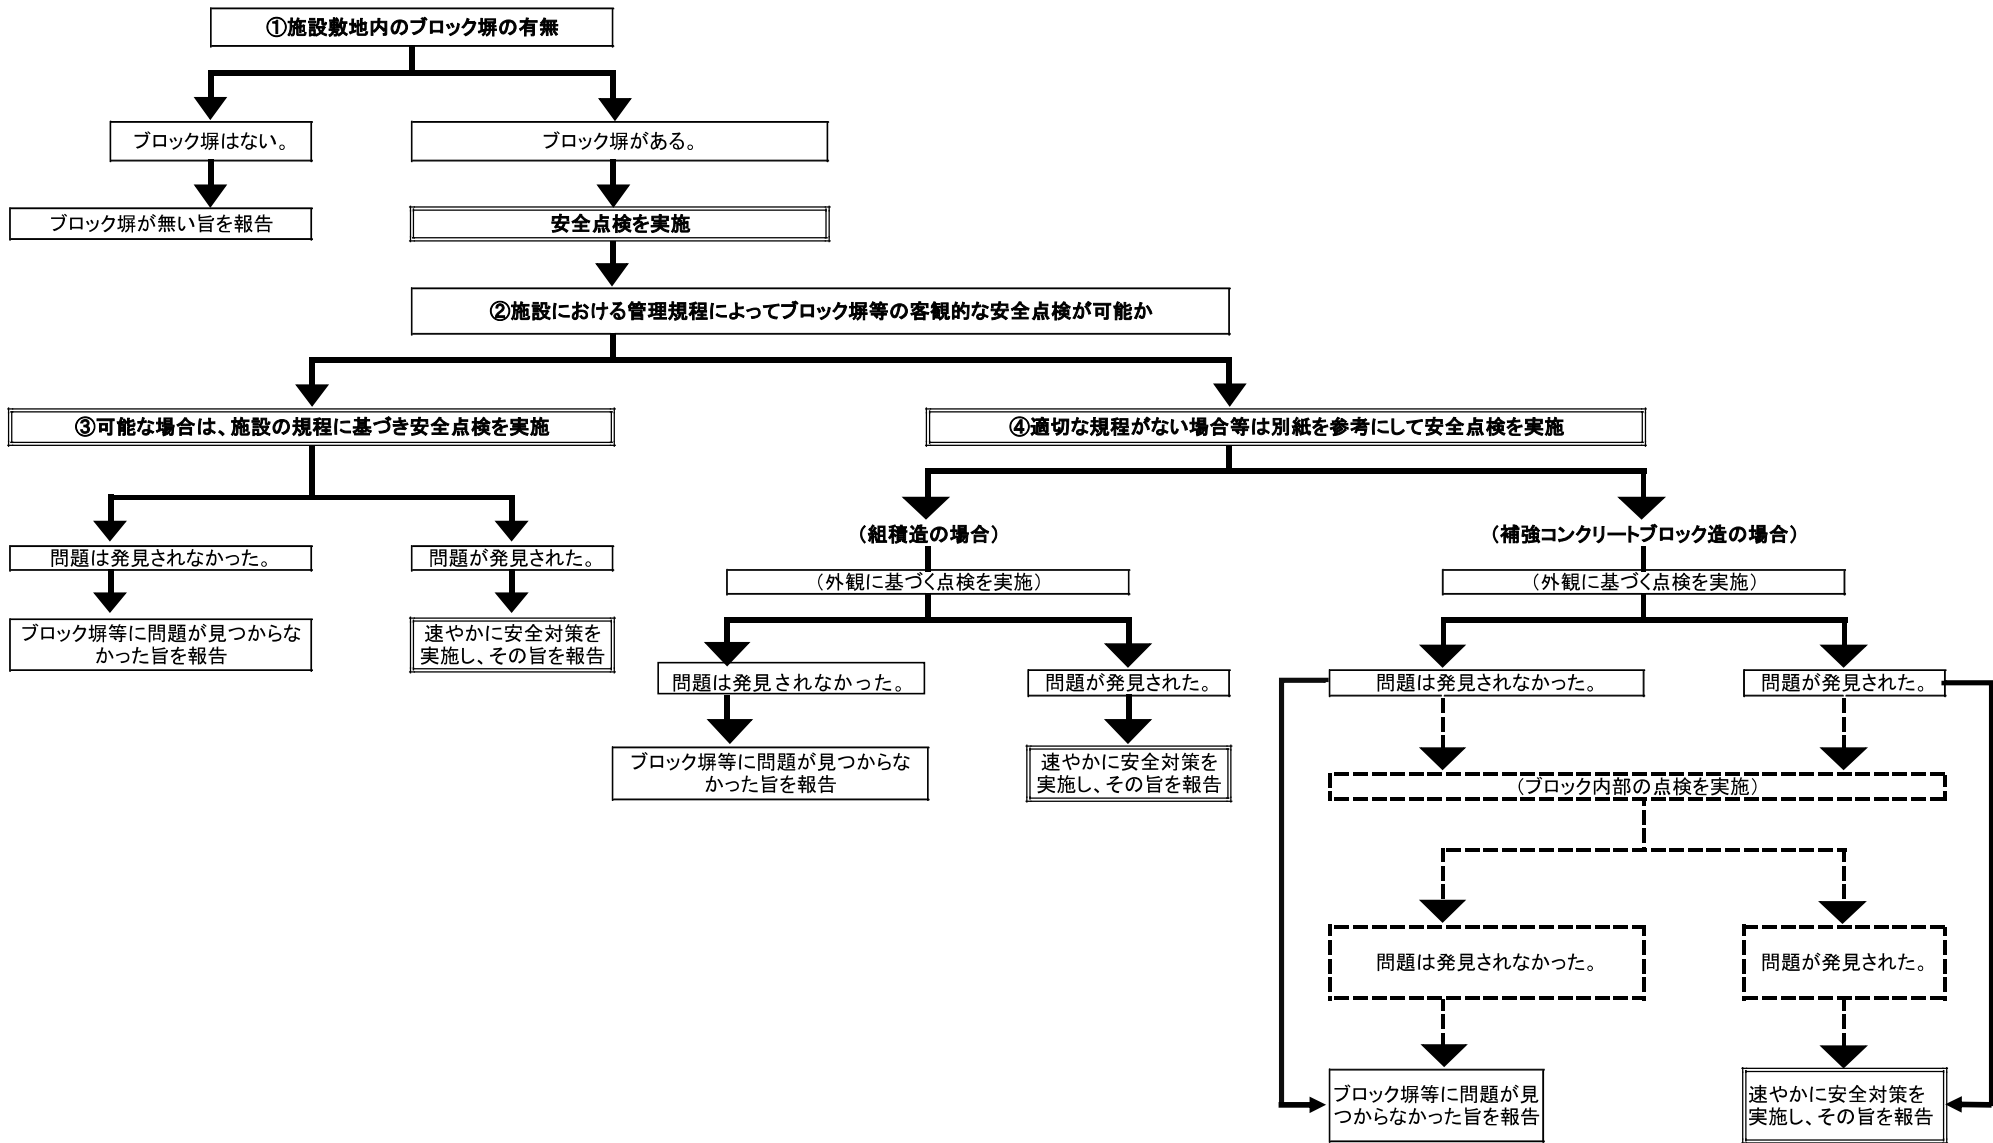 ①施設敷地内のブロック塀の有無
ブロック塀はない。
ブロック塀がある。
ブロック塀が無い旨を報告
安全点検を実施
②施設における管理規程によってブロック塀等の客観的な安全点検が可能か
③可能な場合は、施設の規程に基づき安全点検を実施
④適切な規程がない場合等は別紙を参考にして安全点検を実施
（組積造の場合）
（補強コンクリートブロック造の場合）
問題は発見されなかった。
問題が発見された。
（外観に基づく点検を実施）
（外観に基づく点検を実施）
ブロック塀等に問題が見つからな
かった旨を報告
速やかに安全対策を
実施し、その旨を報告
問題は発見されなかった。
問題が発見された。
問題は発見されなかった。
問題が発見された。
ブロック塀等に問題が見つからな
かった旨を報告
速やかに安全対策を
実施し、その旨を報告
（ブロック内部の点検を実施）
問題は発見されなかった。
問題が発見された。
ブロック塀等に問題が見
つからなかった旨を報告
速やかに安全対策を
実施し、その旨を報告